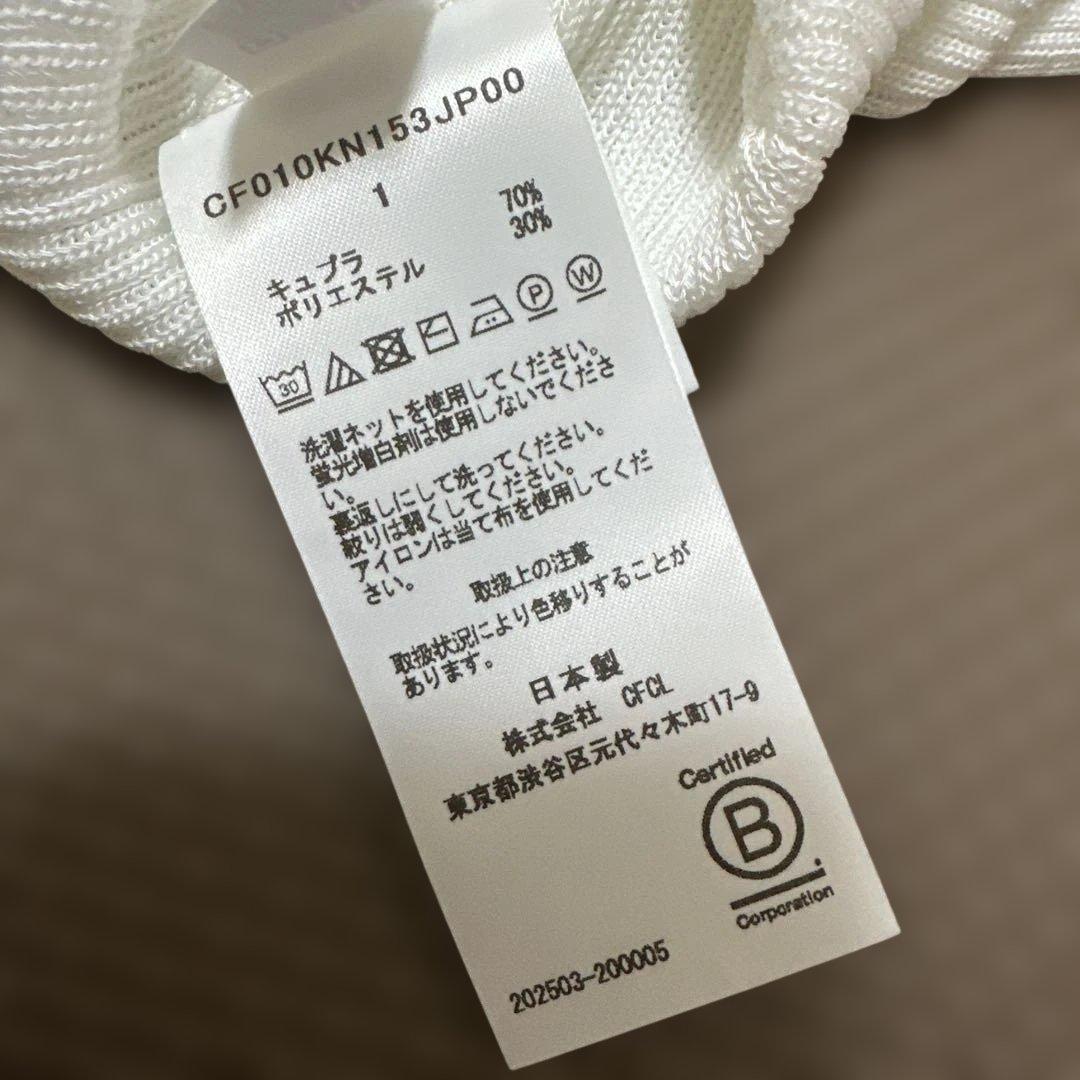 CF010KN153JP00
1
キュプラ 70%
ポリエステル 30%
30 P W
洗濯ネットを使用してください。
蛍光増白剤は使用しないでくださ
い。
裏返しにして洗ってください。
絞りは弱くしてください。
アイロンは当て布を使用してくだ
さい。
取扱上の注意
取扱状況により色移りすることが
あります。
日本製
株式会社 CFCL
東京都渋谷区元代々木町17-9
Certified
B
Corporation
202503-200005